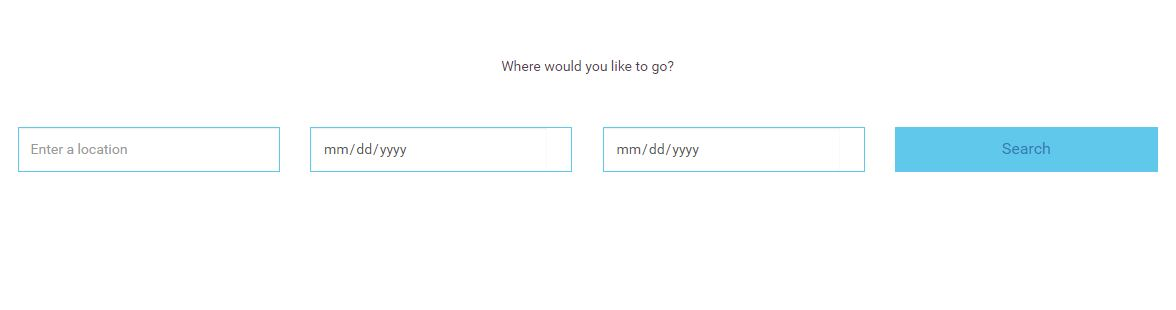 Where would you like to go?
Enter a location
mm/dd/yyyy
mm/dd/yyyy
Search